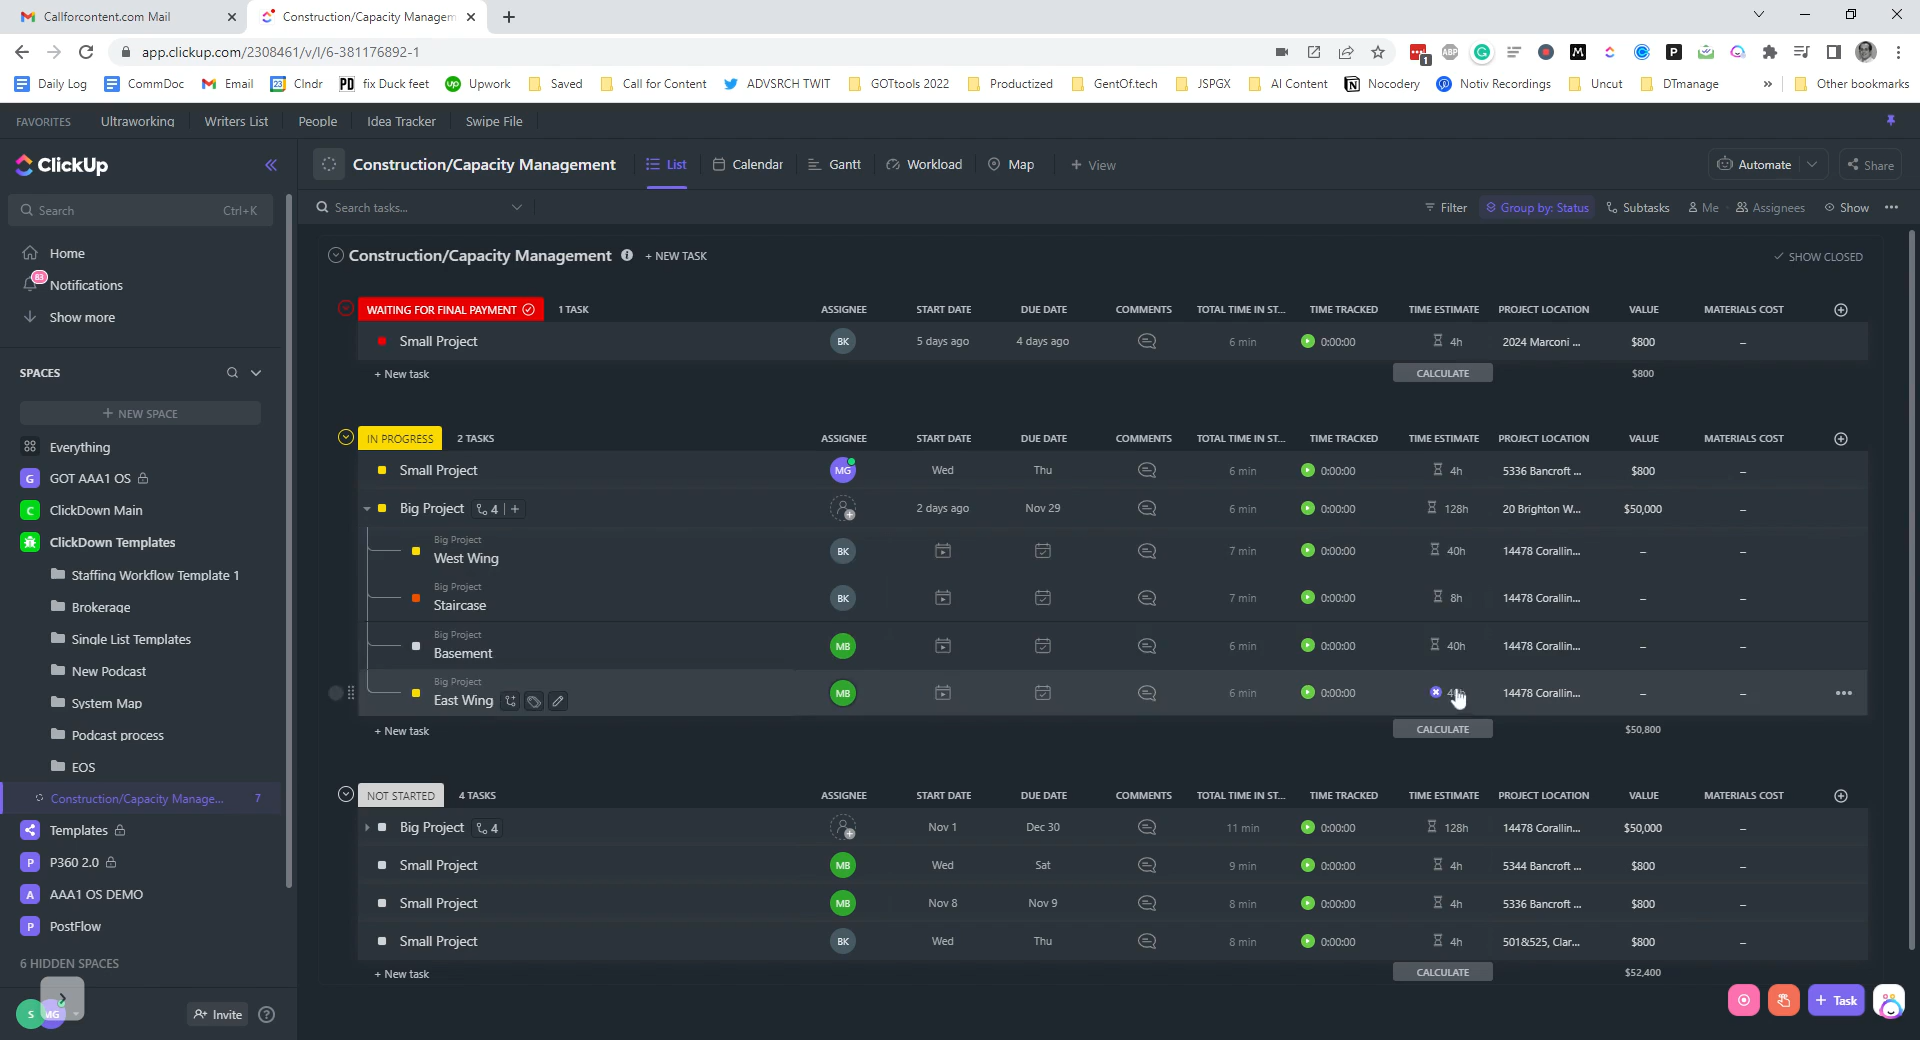 Callforcontent.com Mail
Construction/Capacity Managem
app.clickup.com/2308461/v/l/6-381176892-1
Daily Log CommDoc Email Clndr fix Duck feet Upwork Saved Call for Content ADVSRCH TWIT GOTtools 2022 Productized GentOf.tech JSPGX AI Content Nocodery Notiv Recordings Uncut DTmanage » Other bookmarks
FAVORITES Ultraworking Writers List People Idea Tracker Swipe File
ClickUp
Search Ctrl+K
Home
83
Notifications
Show more
SPACES
+ NEW SPACE
Everything
G GOT AAA1 OS
C ClickDown Main
ClickDown Templates
Staffing Workflow Template 1
Brokerage
Single List Templates
New Podcast
System Map
Podcast process
EOS
Construction/Capacity Manage... 7
Templates
P P360 2.0
A AAA1 OS DEMO
P PostFlow
6 HIDDEN SPACES
S MG Invite ?
Construction/Capacity Management List Calendar Gantt Workload Map + View Automate Share
Search tasks... Filter Group by: Status Subtasks Me Assignees Show
Construction/Capacity Management + NEW TASK SHOW CLOSED
WAITING FOR FINAL PAYMENT 1 TASK ASSIGNEE START DATE DUE DATE COMMENTS TOTAL TIME IN ST... TIME TRACKED TIME ESTIMATE PROJECT LOCATION VALUE MATERIALS COST
Small Project BK 5 days ago 4 days ago 6 min 0:00:00 4h 2024 Marconi ... $800 –
+ New task CALCULATE $800
IN PROGRESS 2 TASKS ASSIGNEE START DATE DUE DATE COMMENTS TOTAL TIME IN ST... TIME TRACKED TIME ESTIMATE PROJECT LOCATION VALUE MATERIALS COST
Small Project MG Wed Thu 6 min 0:00:00 4h 5336 Bancroft ... $800 –
Big Project 4 + 2 days ago Nov 29 6 min 0:00:00 128h 20 Brighton W... $50,000 –
Big Project
West Wing BK 7 min 0:00:00 40h 14478 Corallin... – –
Big Project
Staircase BK 7 min 0:00:00 8h 14478 Corallin... – –
Big Project
Basement MB 6 min 0:00:00 40h 14478 Corallin... – –
Big Project
East Wing MB 6 min 0:00:00 14478 Corallin... – –
+ New task CALCULATE $50,800
NOT STARTED 4 TASKS ASSIGNEE START DATE DUE DATE COMMENTS TOTAL TIME IN ST... TIME TRACKED TIME ESTIMATE PROJECT LOCATION VALUE MATERIALS COST
Big Project 4 Nov 1 Dec 30 11 min 0:00:00 128h 14478 Corallin... $50,000 –
Small Project MB Wed Sat 9 min 0:00:00 4h 5344 Bancroft ... $800 –
Small Project MB Nov 8 Nov 9 8 min 0:00:00 4h 5336 Bancroft ... $800 –
Small Project BK Wed Thu 8 min 0:00:00 4h 501&525, Clar... $800 –
+ New task CALCULATE $52,400
+ Task